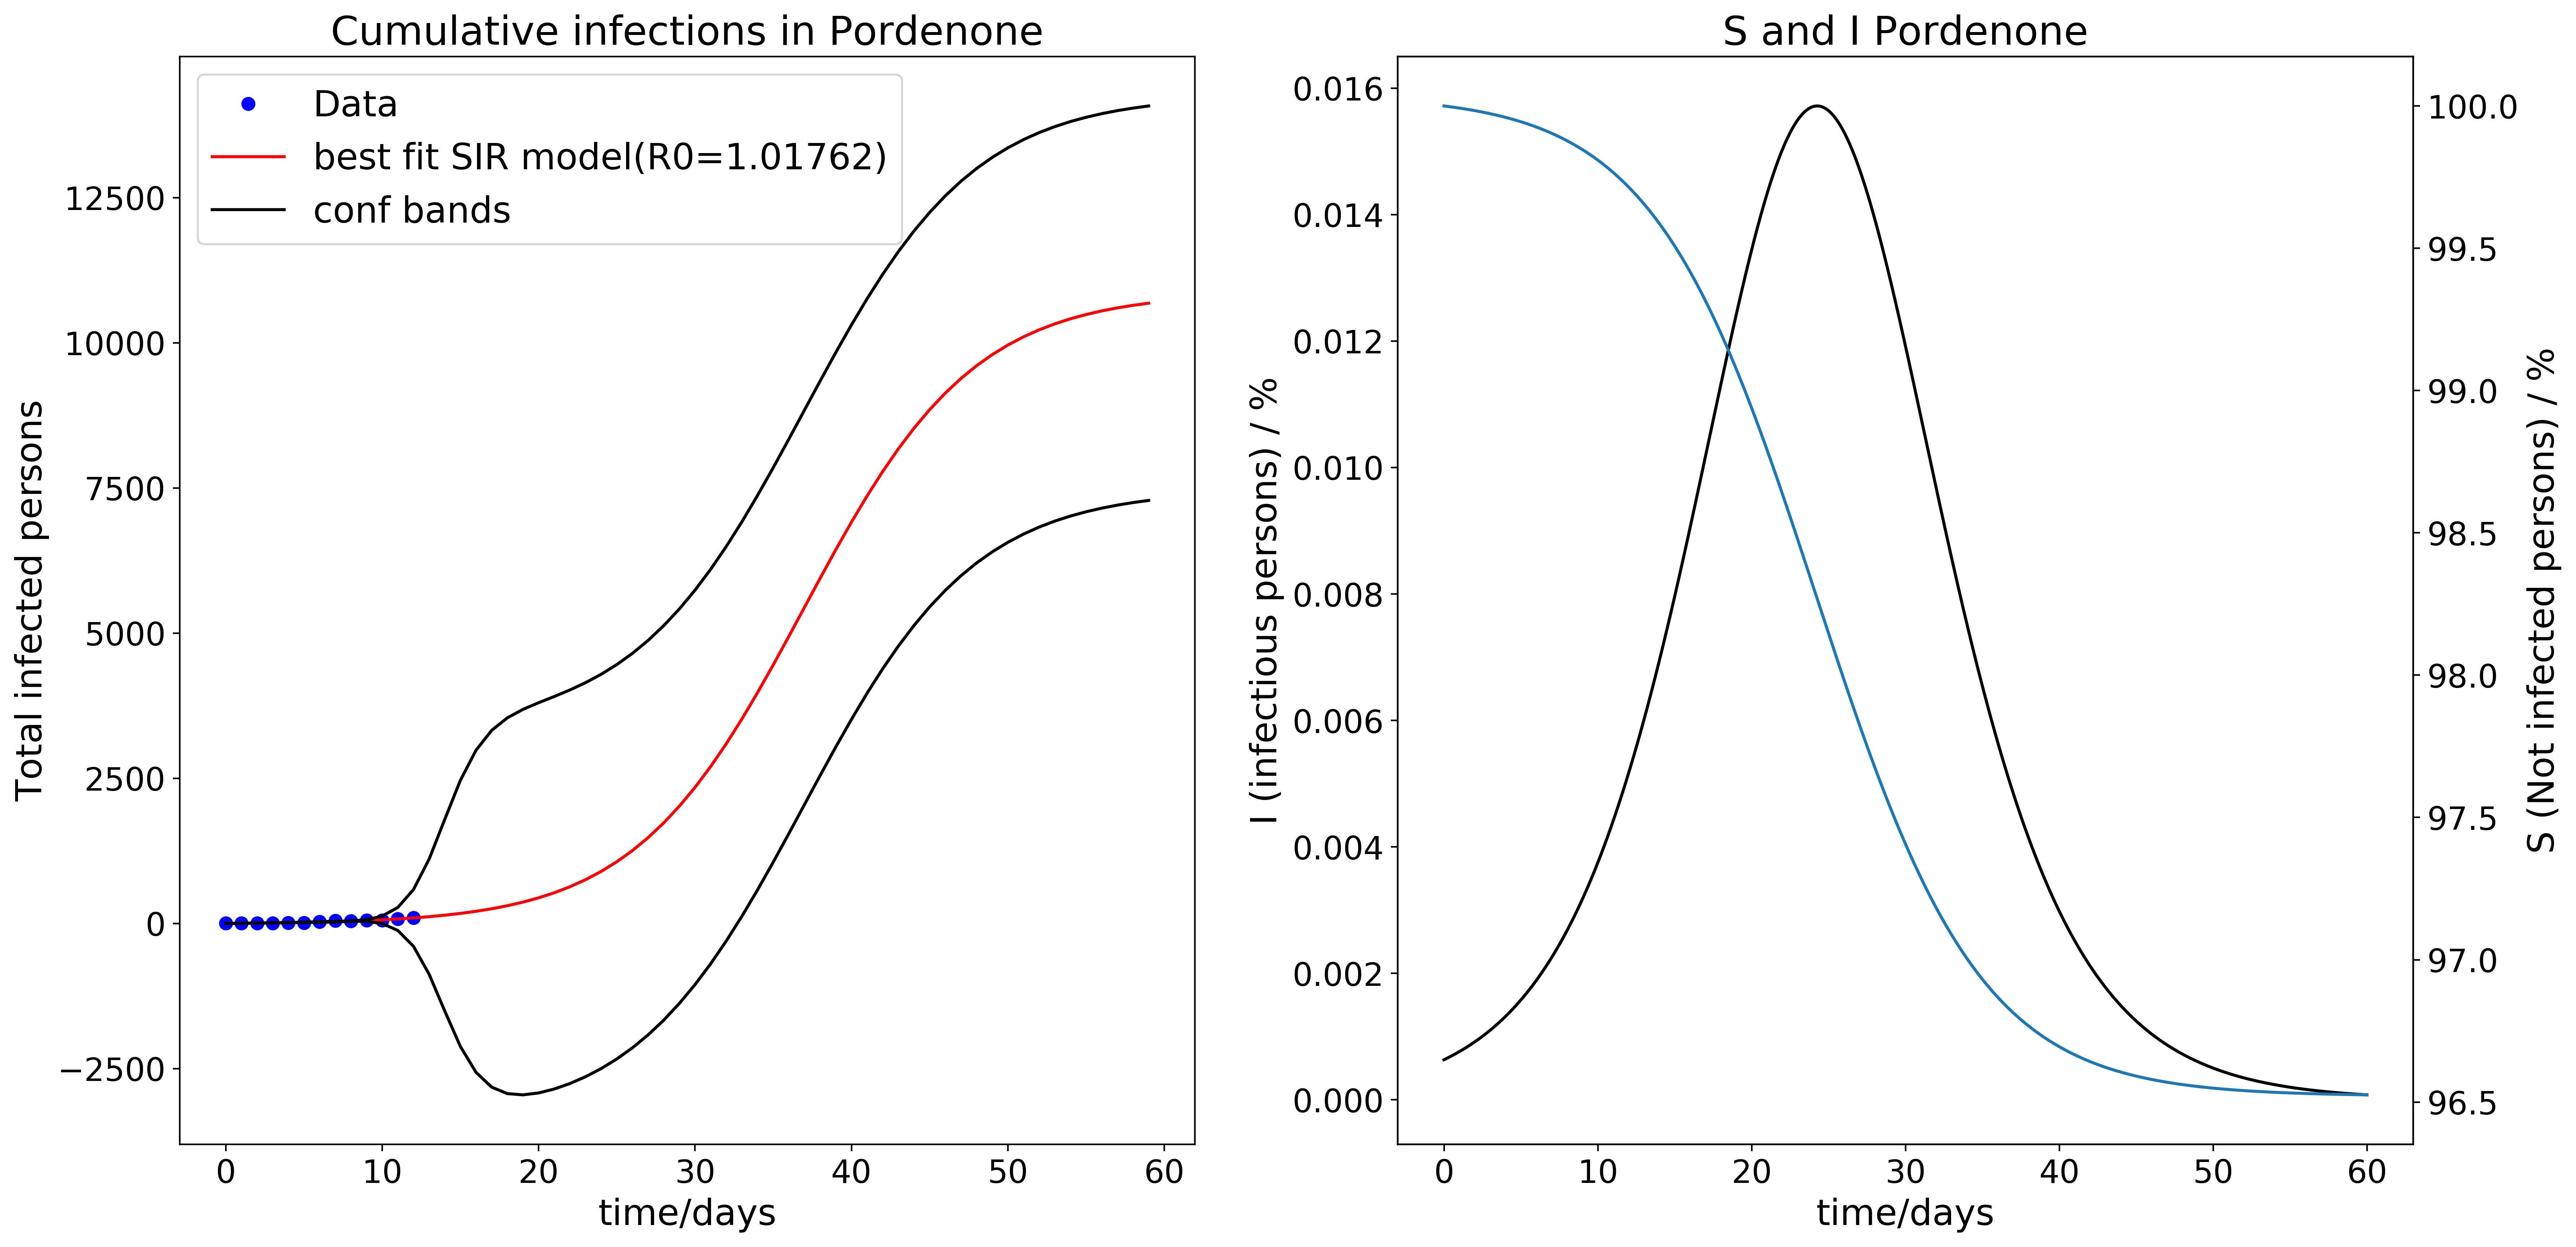 Cumulative infections in Pordenone
Data
best fit SIR model(R0=1.01762)
conf bands
12500
10000
7500
5000
2500
0
−2500
Total infected persons
0 10 20 30 40 50 60
time/days
S and I Pordenone
0.016
0.014
0.012
0.010
0.008
0.006
0.004
0.002
0.000
I (infectious persons) / %
100.0
99.5
99.0
98.5
98.0
97.5
97.0
96.5
S (Not infected persons) / %
0 10 20 30 40 50 60
time/days